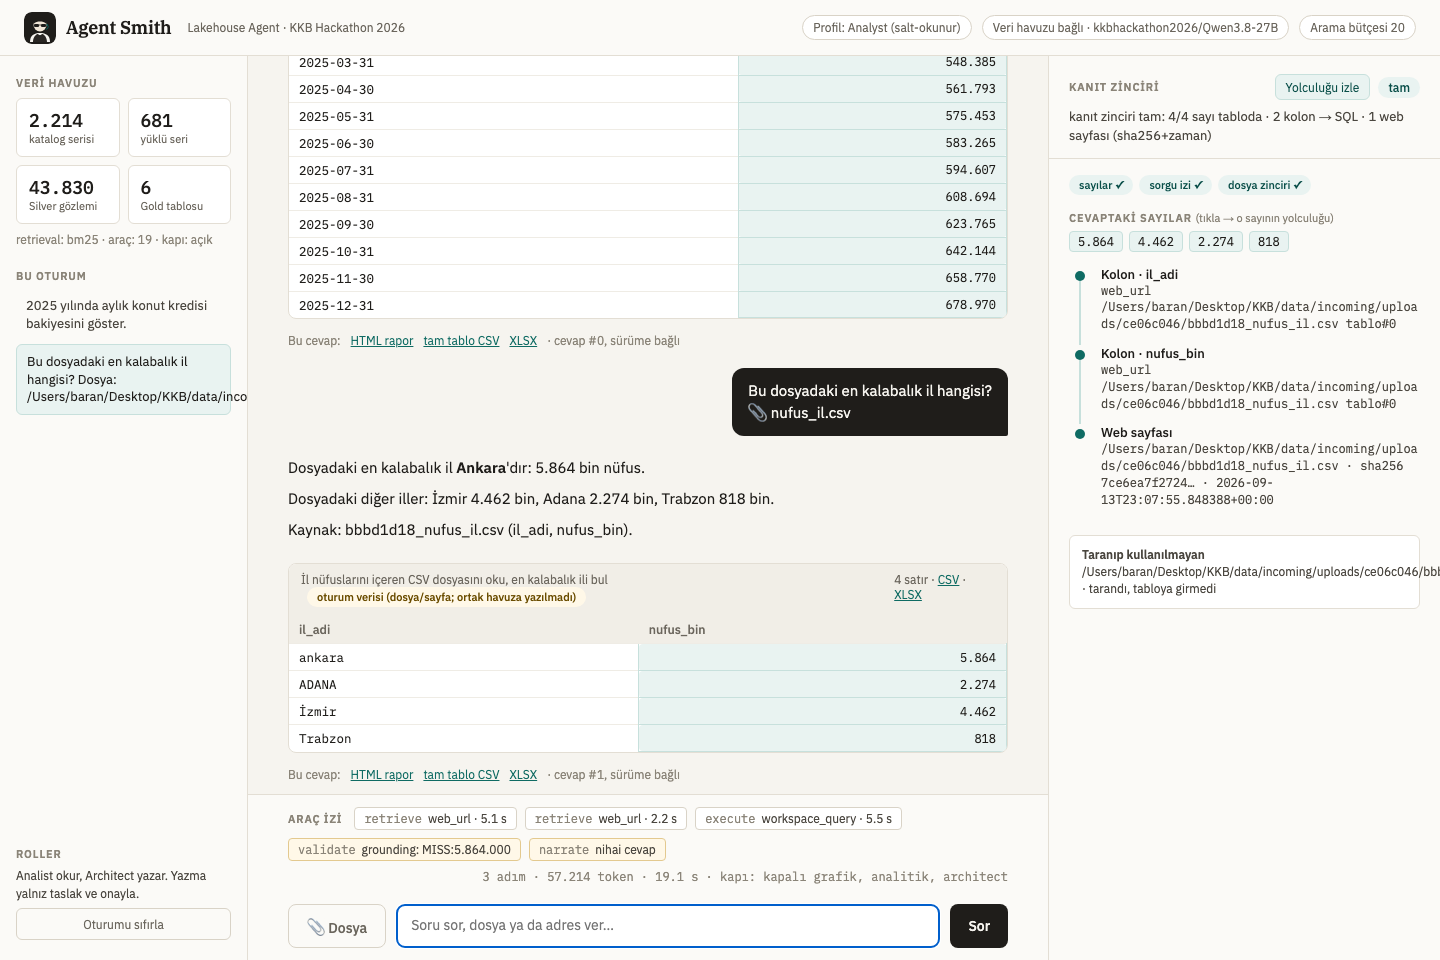 Agent Smith
Lakehouse Agent · KKB Hackathon 2026
Profil: Analyst (salt-okunur)
Veri havuzu bağlı · kkbhackathon2026/Qwen3.8-27B
Arama bütçesi 20
VERİ HAVUZU
2.214
katalog serisi
681
yüklü seri
43.830
Silver gözlemi
6
Gold tablosu
retrieval: bm25 · araç: 19 · kapı: açık
BU OTURUM
2025 yılında aylık konut kredisi
bakiyesini göster.
Bu dosyadaki en kalabalık il
hangisi? Dosya:
/Users/baran/Desktop/KKB/data/inco
ROLLER
Analist okur, Architect yazar. Yazma
yalnız taslak ve onayla.
Oturumu sıfırla
2025-03-31 548.385
2025-04-30 561.793
2025-05-31 575.453
2025-06-30 583.265
2025-07-31 594.607
2025-08-31 608.694
2025-09-30 623.765
2025-10-31 642.144
2025-11-30 658.770
2025-12-31 678.970
Bu cevap: HTML rapor tam tablo CSV XLSX · cevap #0, sürüme bağlı
Bu dosyadaki en kalabalık il hangisi?
📎 nufus_il.csv
Dosyadaki en kalabalık il Ankara'dır: 5.864 bin nüfus.
Dosyadaki diğer iller: İzmir 4.462 bin, Adana 2.274 bin, Trabzon 818 bin.
Kaynak: bbbd1d18_nufus_il.csv (il_adi, nufus_bin).
İl nüfuslarını içeren CSV dosyasını oku, en kalabalık ili bul
oturum verisi (dosya/sayfa; ortak havuza yazılmadı)
4 satır · CSV ·
XLSX
il_adi nufus_bin
ankara 5.864
ADANA 2.274
İzmir 4.462
Trabzon 818
Bu cevap: HTML rapor tam tablo CSV XLSX · cevap #1, sürüme bağlı
ARAÇ İZİ retrieve web_url · 5.1 s retrieve web_url · 2.2 s execute workspace_query · 5.5 s
validate grounding: MISS:5.864.000 narrate nihai cevap
3 adım · 57.214 token · 19.1 s · kapı: kapalı grafik, analitik, architect
📎 Dosya
Soru sor, dosya ya da adres ver...
Sor
KANIT ZİNCİRİ
Yolculuğu izle
tam
kanıt zinciri tam: 4/4 sayı tabloda · 2 kolon → SQL · 1 web
sayfası (sha256+zaman)
sayılar ✓ sorgu izi ✓ dosya zinciri ✓
CEVAPTAKİ SAYILAR (tıkla → o sayının yolculuğu)
5.864 4.462 2.274 818
Kolon · il_adi
web_url
/Users/baran/Desktop/KKB/data/incoming/uploa
ds/ce06c046/bbbd1d18_nufus_il.csv tablo#0
Kolon · nufus_bin
web_url
/Users/baran/Desktop/KKB/data/incoming/uploa
ds/ce06c046/bbbd1d18_nufus_il.csv tablo#0
Web sayfası
/Users/baran/Desktop/KKB/data/incoming/uploa
ds/ce06c046/bbbd1d18_nufus_il.csv · sha256
7ce6ea7f2724… · 2026-09-
13T23:07:55.848388+00:00
Taranıp kullanılmayan
/Users/baran/Desktop/KKB/data/incoming/uploads/ce06c046/bbb
· tarandı, tabloya girmedi